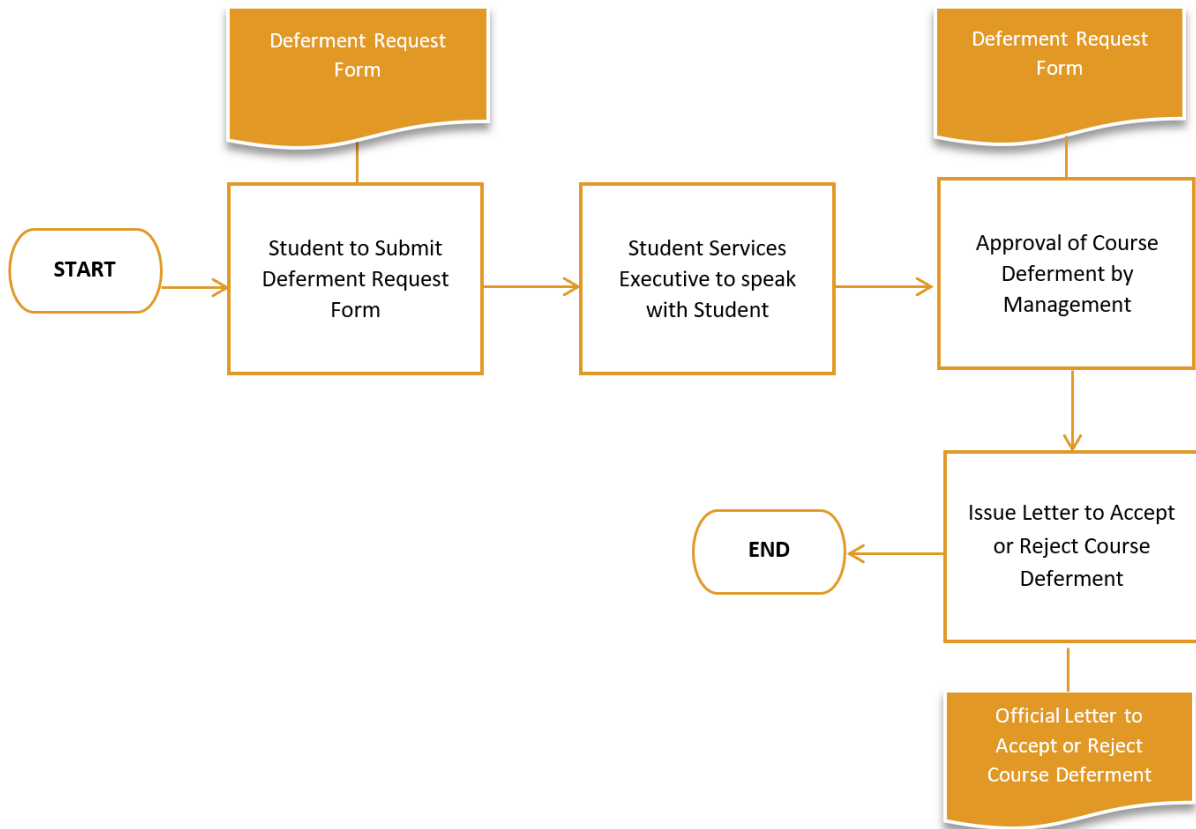 Deferment Request
Form
Deferment Request
Form
START
Student to Submit
Deferment Request
Form
Student Services
Executive to speak
with Student
Approval of Course
Deferment by
Management
Issue Letter to Accept
or Reject Course
Deferment
END
Official Letter to
Accept or Reject
Course Deferment